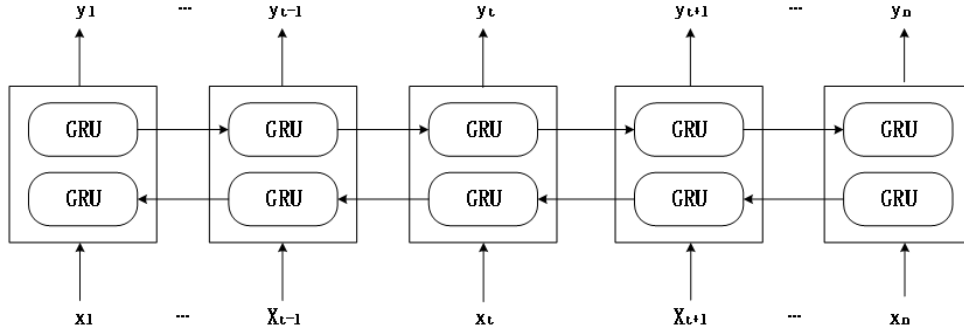 y1 ... yt-1 yt yt+1 ... yn
GRU GRU GRU GRU GRU
GRU GRU GRU GRU GRU
x1 ... Xt-1 xt Xt+1 ... xn